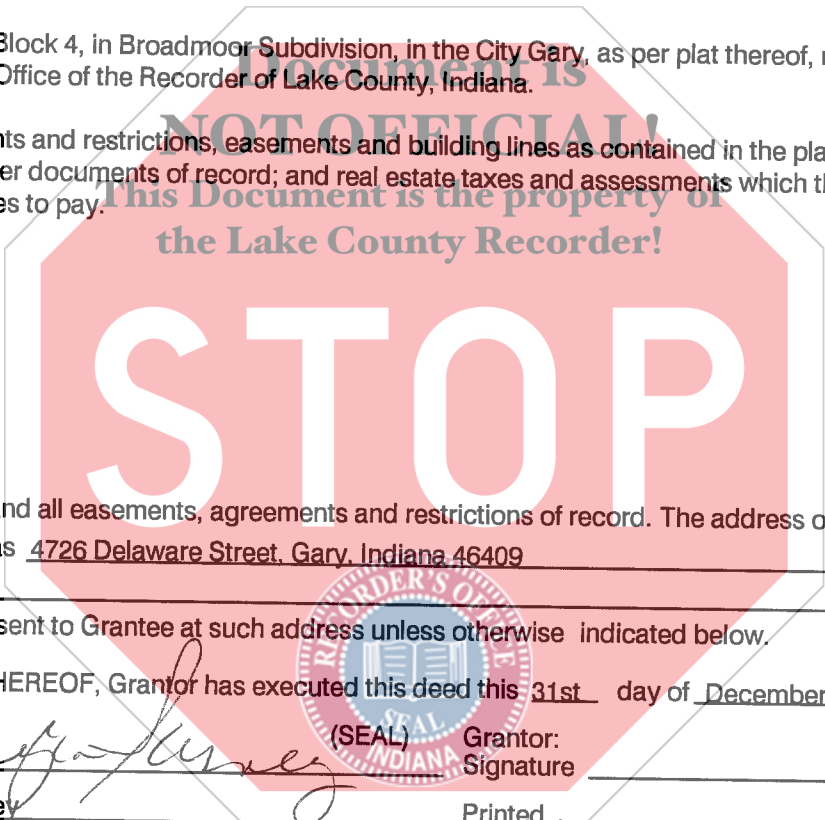 Block 4, in Broadmoor Subdivision, in the City Gary, as per plat thereof,
Office of the Recorder of Lake County, Indiana.
Document is
NOT OFFICIAL!
nts and restrictions, easements and building lines as contained in the pla
er documents of record; and real estate taxes and assessments which th
es to pay.
This Document is the property of
the Lake County Recorder!
STOP
nd all easements, agreements and restrictions of record. The address o
as 4726 Delaware Street, Gary, Indiana 46409
RECORDER'S OFFICE
SEAL
INDIANA
sent to Grantee at such address unless otherwise indicated below.
HEREOF, Grantor has executed this deed this 31st day of December
(SEAL) Grantor:
Signature
ey
Printed